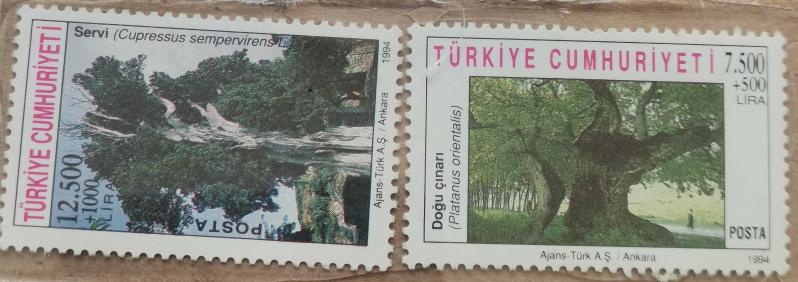 Servi (Cupressus sempervirens L.
1994
TÜRKİYE CUMHURİYETİ
12.500
+1000
LİRA
POSTA
Ajans-Türk A.Ş. / Ankara
TÜRKİYE CUMHURİYETİ
7.500
+500
LİRA
Doğu çınarı
(Platanus orientalis)
POSTA
Ajans-Türk A.Ş. / Ankara
1994